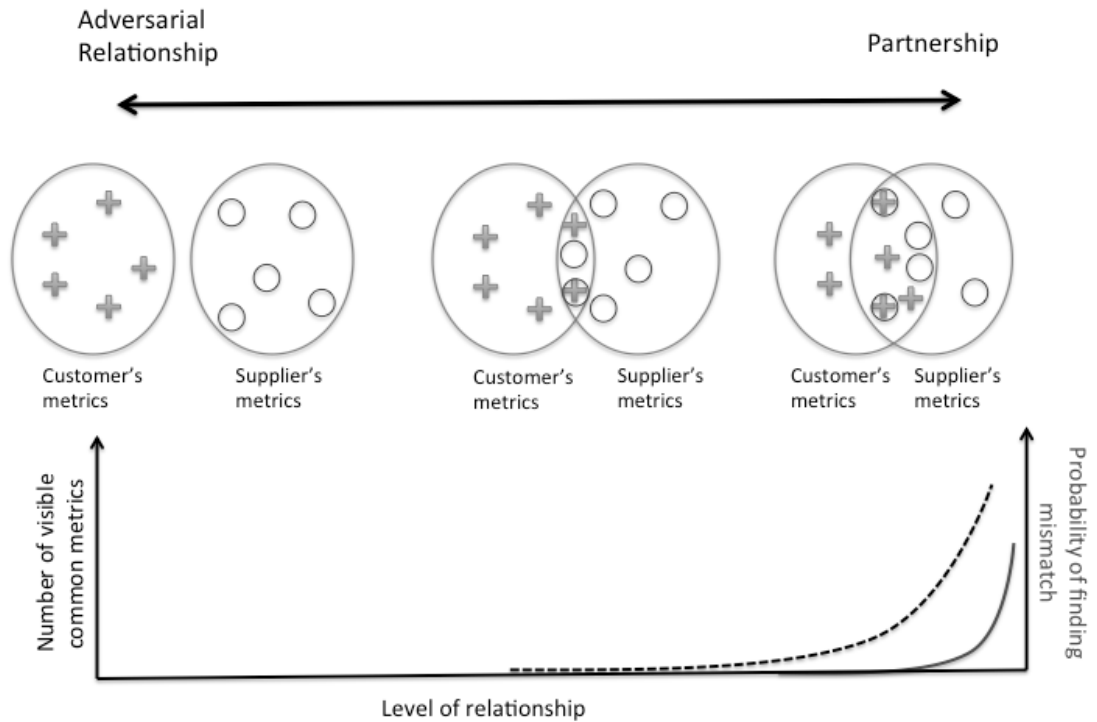 Adversarial
Relationship
Partnership
Customer's
metrics
Supplier's
metrics
Customer's
metrics
Supplier's
metrics
Customer's
metrics
Supplier's
metrics
Number of visible
common metrics
Probability of finding
mismatch
Level of relationship